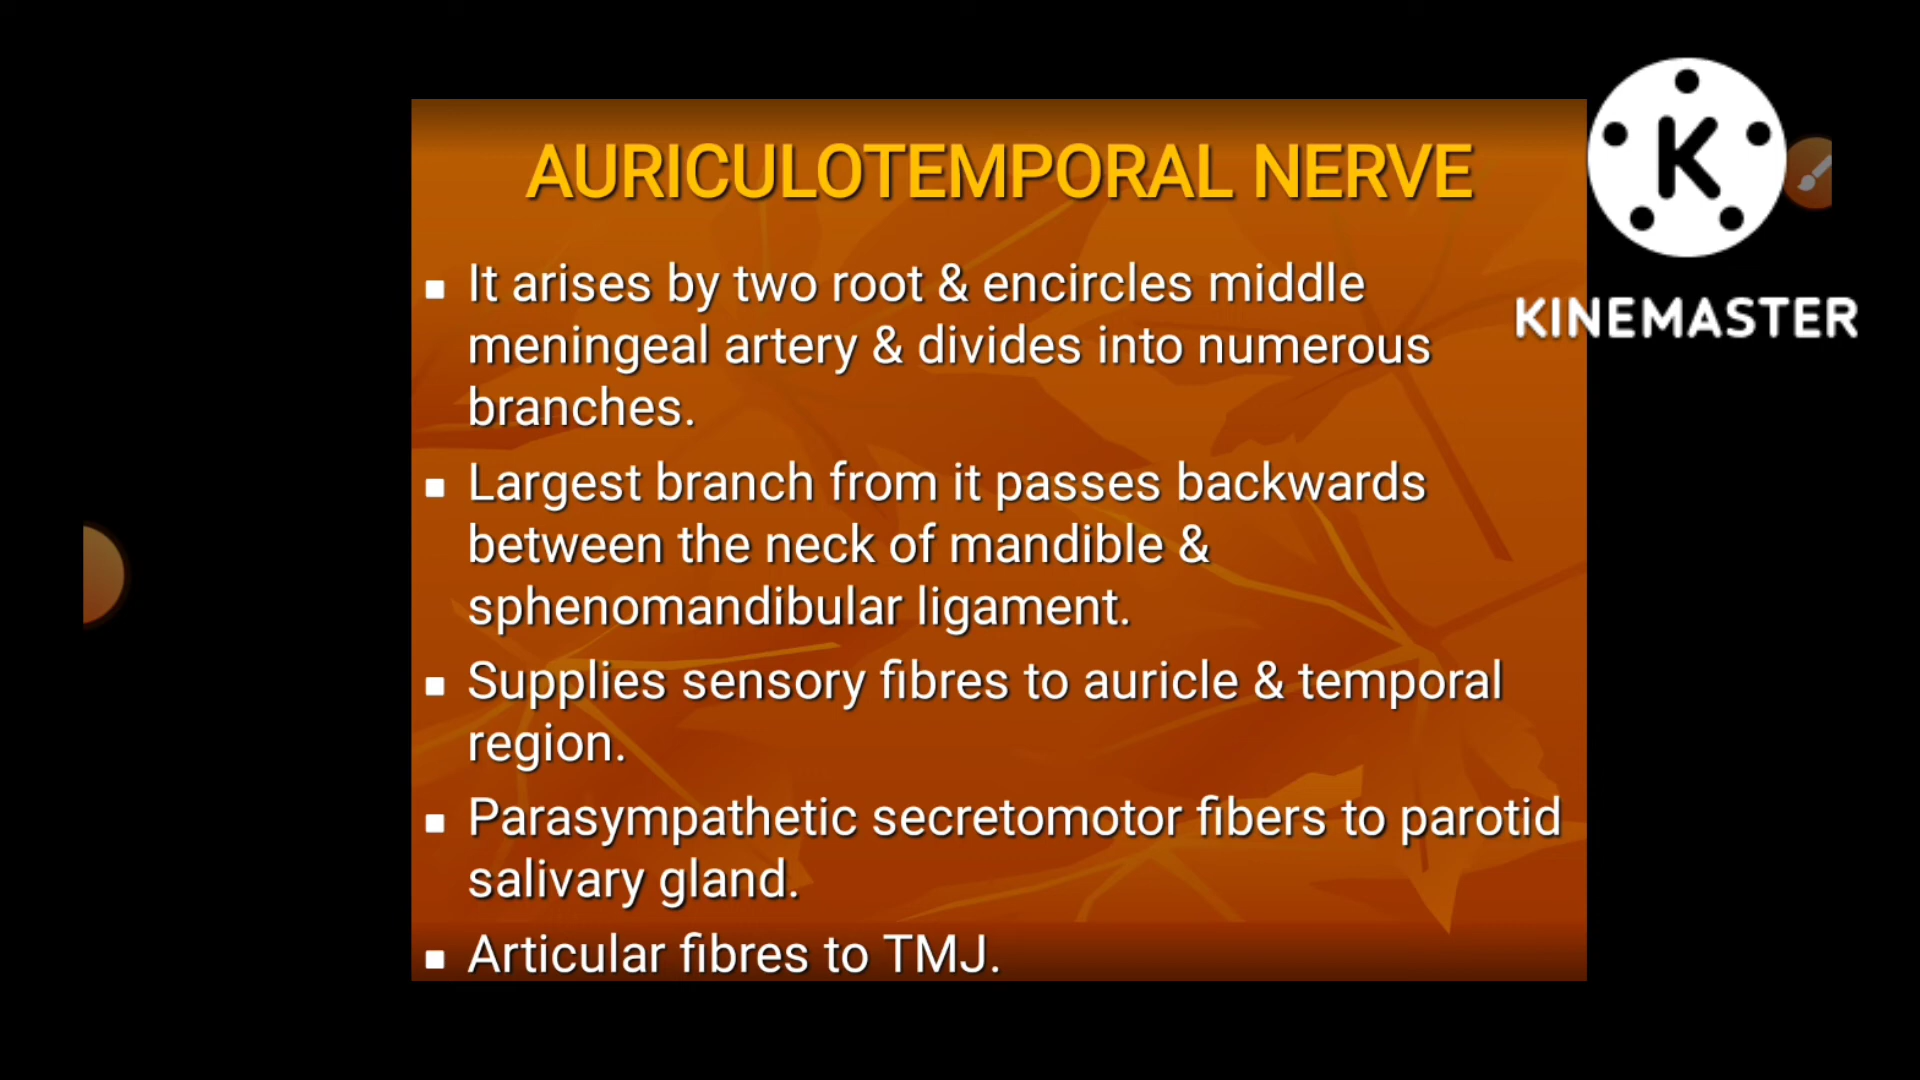 AURICULOTEMPORAL NERVE
▪ It arises by two root & encircles middle
meningeal artery & divides into numerous
branches.
▪ Largest branch from it passes backwards
between the neck of mandible &
sphenomandibular ligament.
▪ Supplies sensory fibres to auricle & temporal
region.
▪ Parasympathetic secretomotor fibers to parotid
salivary gland.
▪ Articular fibres to TMJ.
K
KINEMASTER